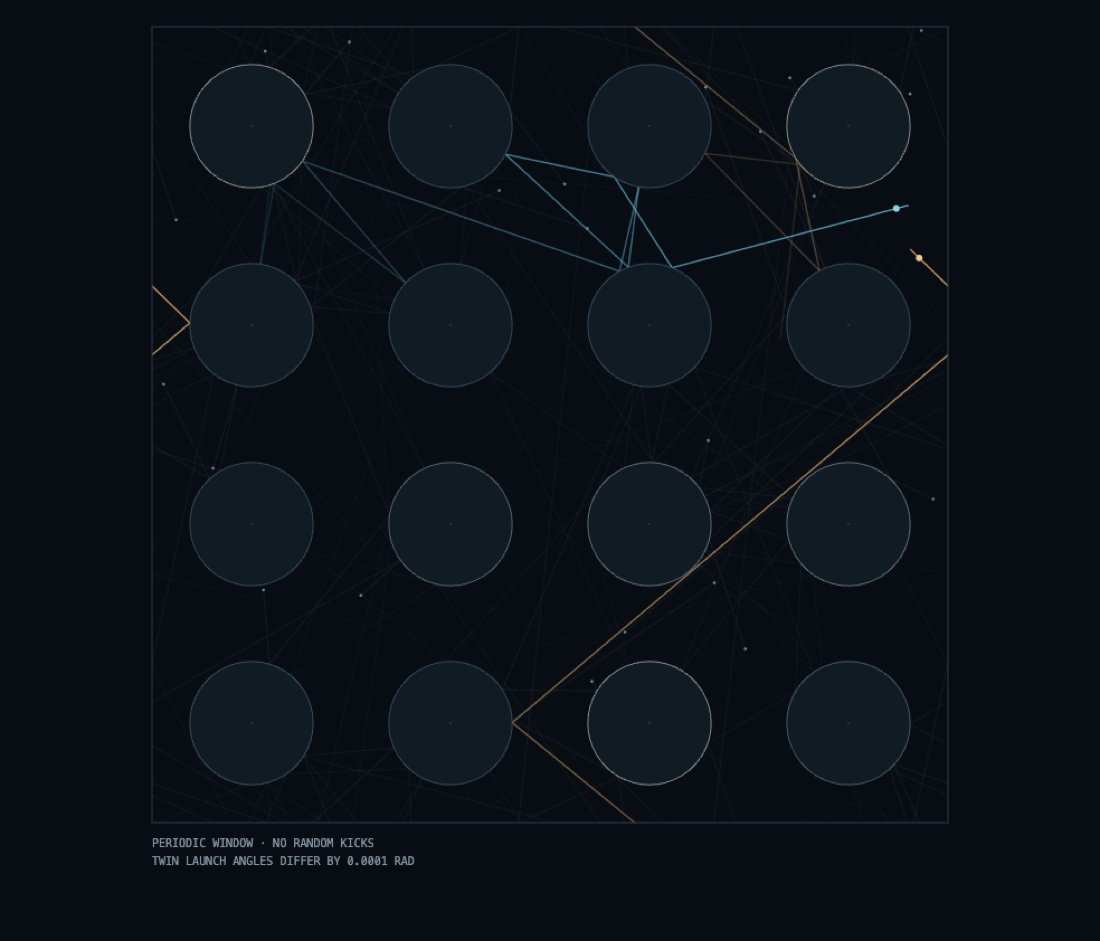 PERIODIC WINDOW · NO RANDOM KICKS
TWIN LAUNCH ANGLES DIFFER BY 0.0001 RAD